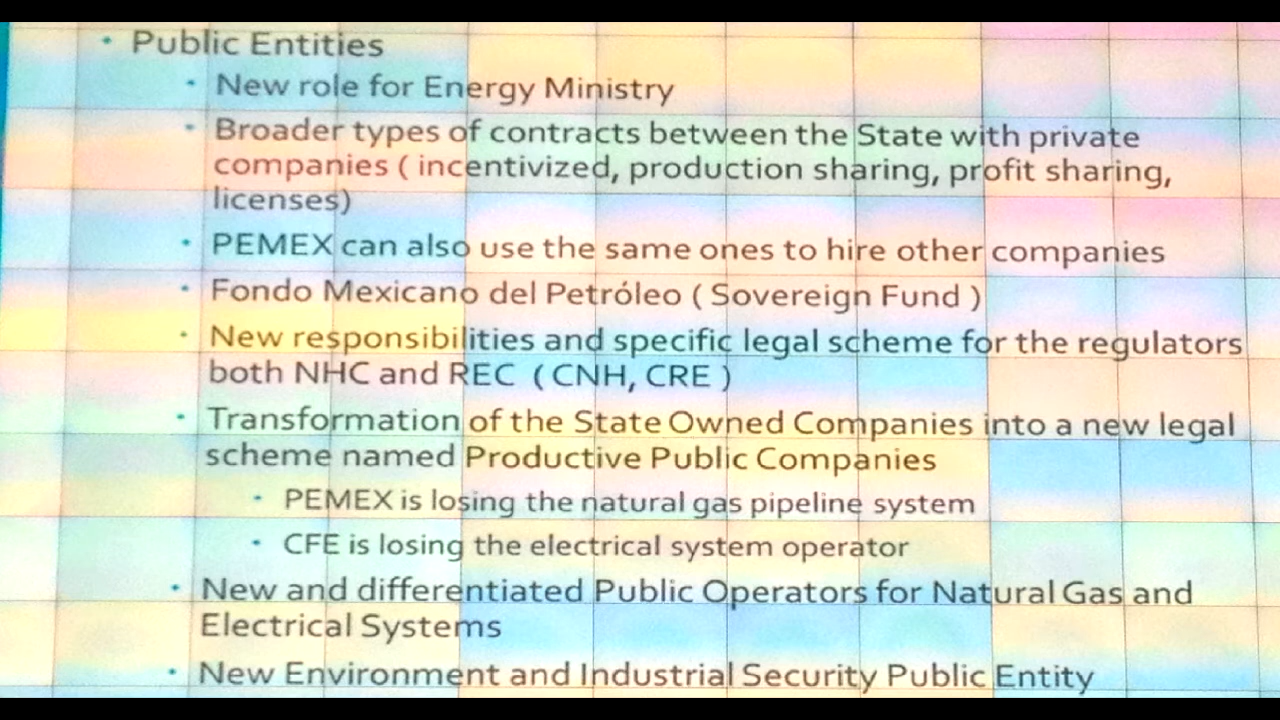 • Public Entities
• New role for Energy Ministry
• Broader types of contracts between the State with private
companies ( incentivized, production sharing, profit sharing,
licenses)
• PEMEX can also use the same ones to hire other companies
• Fondo Mexicano del Petróleo ( Sovereign Fund )
• New responsibilities and specific legal scheme for the regulators
both NHC and REC ( CNH, CRE )
• Transformation of the State Owned Companies into a new legal
scheme named Productive Public Companies
• PEMEX is losing the natural gas pipeline system
• CFE is losing the electrical system operator
• New and differentiated Public Operators for Natural Gas and
Electrical Systems
• New Environment and Industrial Security Public Entity